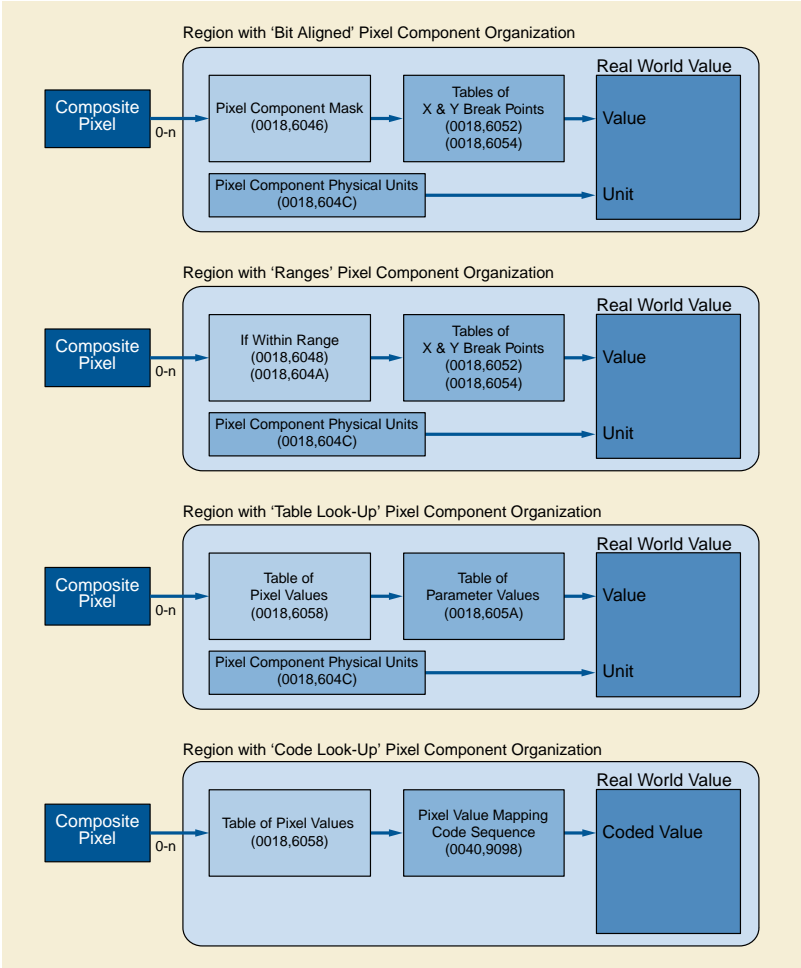 Region with ‘Bit Aligned’ Pixel Component Organization
Real World Value
Composite
Pixel
0-n
Pixel Component Mask
(0018,6046)
Tables of
X & Y Break Points
(0018,6052)
(0018,6054)
Value
Pixel Component Physical Units
(0018,604C)
Unit
Region with ‘Ranges’ Pixel Component Organization
Real World Value
Composite
Pixel
0-n
If Within Range
(0018,6048)
(0018,604A)
Tables of
X & Y Break Points
(0018,6052)
(0018,6054)
Value
Pixel Component Physical Units
(0018,604C)
Unit
Region with ‘Table Look-Up’ Pixel Component Organization
Real World Value
Composite
Pixel
0-n
Table of
Pixel Values
(0018,6058)
Table of
Parameter Values
(0018,605A)
Value
Pixel Component Physical Units
(0018,604C)
Unit
Region with ‘Code Look-Up’ Pixel Component Organization
Real World Value
Composite
Pixel
0-n
Table of Pixel Values
(0018,6058)
Pixel Value Mapping
Code Sequence
(0040,9098)
Coded Value